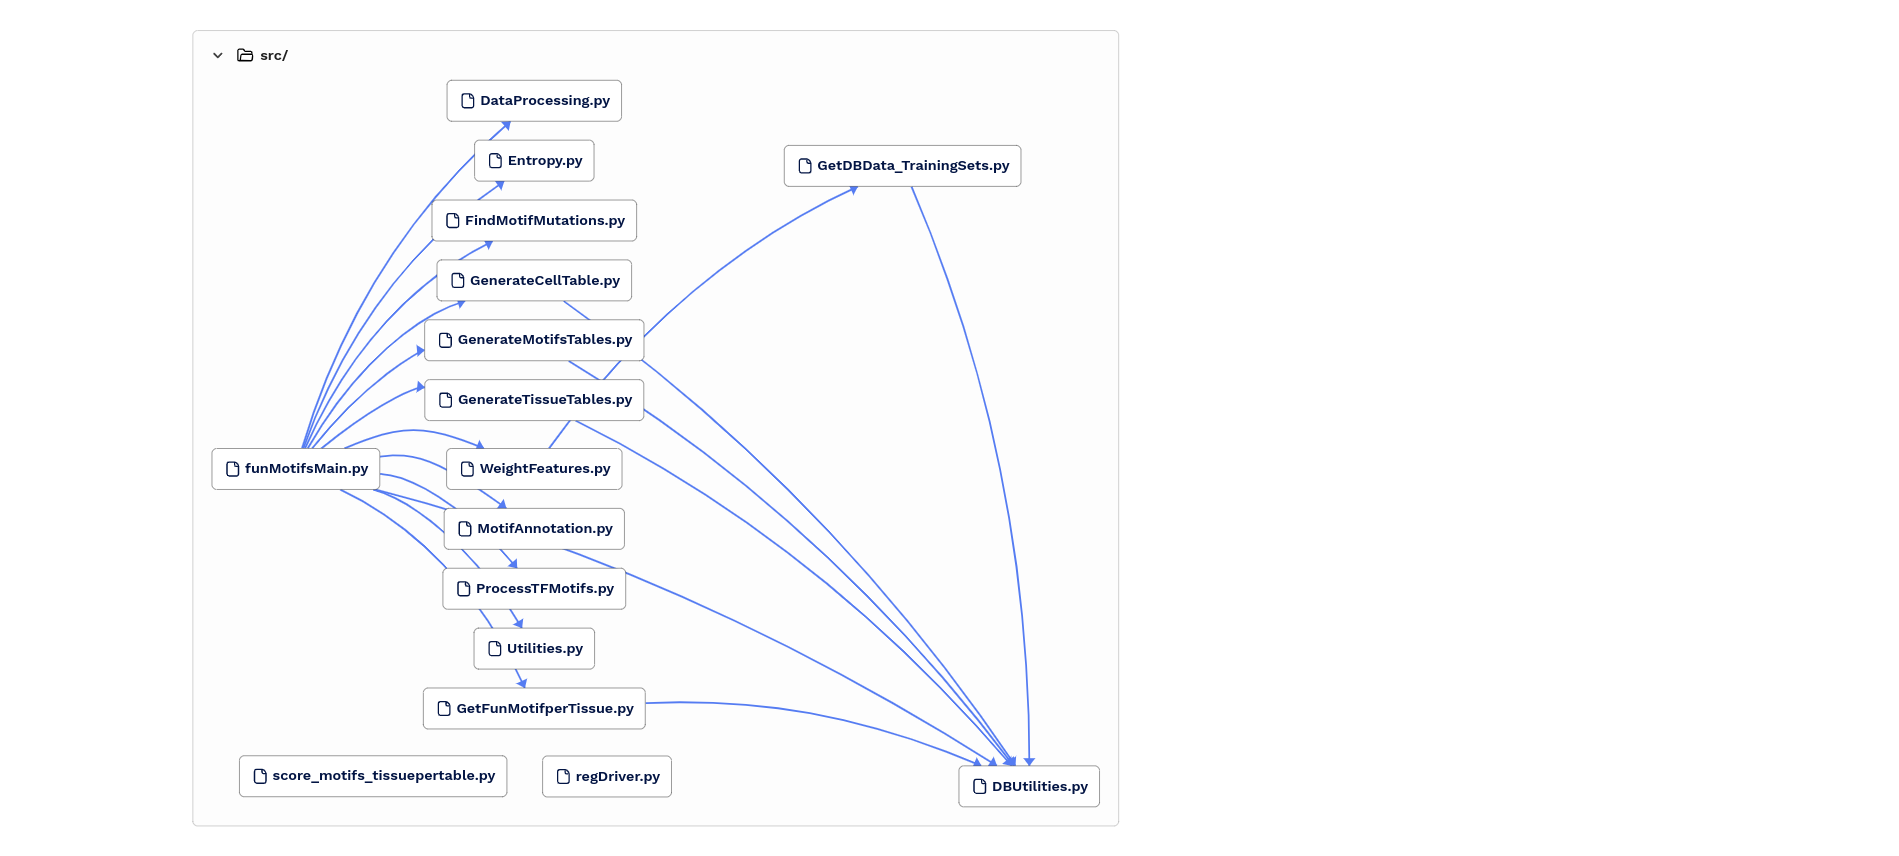 src/
DataProcessing.py
Entropy.py
GetDBData_TrainingSets.py
FindMotifMutations.py
GenerateCellTable.py
GenerateMotifsTables.py
GenerateTissueTables.py
funMotifsMain.py
WeightFeatures.py
MotifAnnotation.py
ProcessTFMotifs.py
Utilities.py
GetFunMotifperTissue.py
score_motifs_tissuepertable.py
regDriver.py
DBUtilities.py